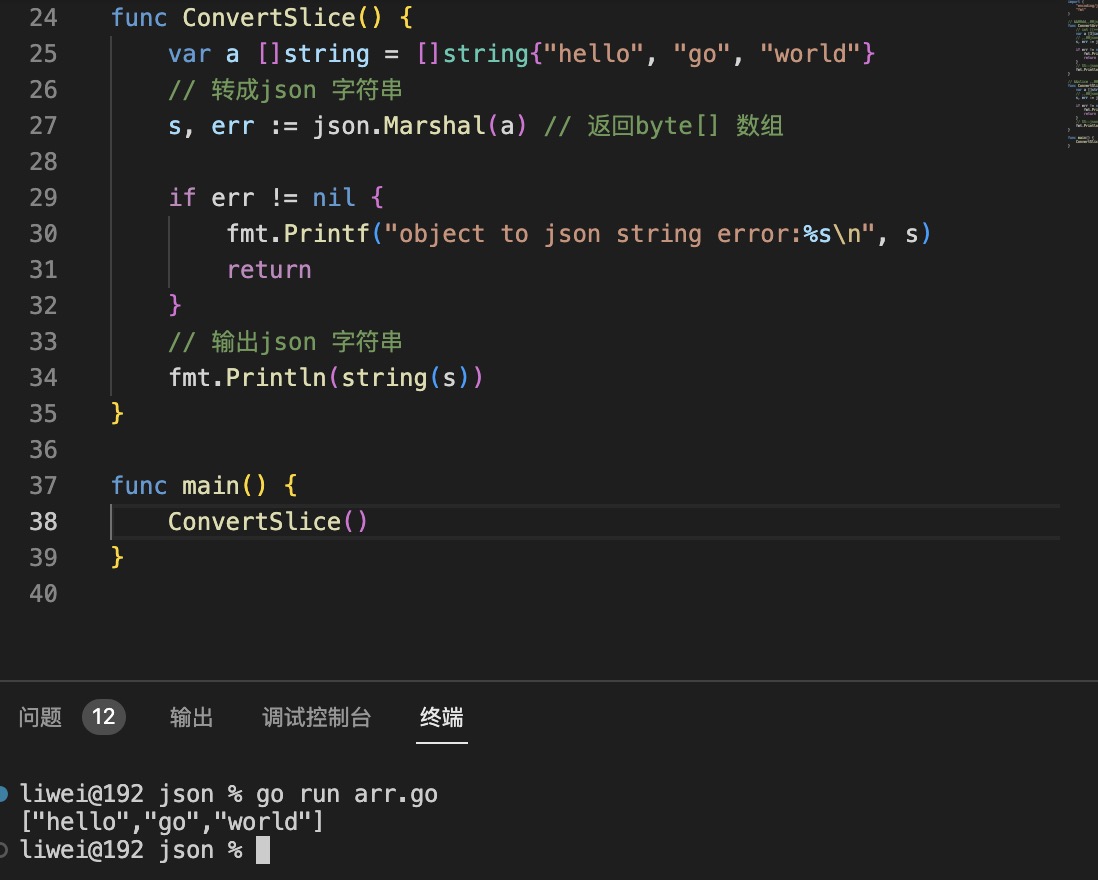 24 func ConvertSlice() {
25 var a []string = []string{"hello", "go", "world"}
26 // 转成json 字符串
27 s, err := json.Marshal(a) // 返回byte[] 数组
28
29 if err != nil {
30 fmt.Printf("object to json string error:%s\n", s)
31 return
32 }
33 // 输出json 字符串
34 fmt.Println(string(s))
35 }
36
37 func main() {
38 ConvertSlice()
39 }
40
问题 12 输出 调试控制台 终端
liwei@192 json % go run arr.go
["hello","go","world"]
liwei@192 json %